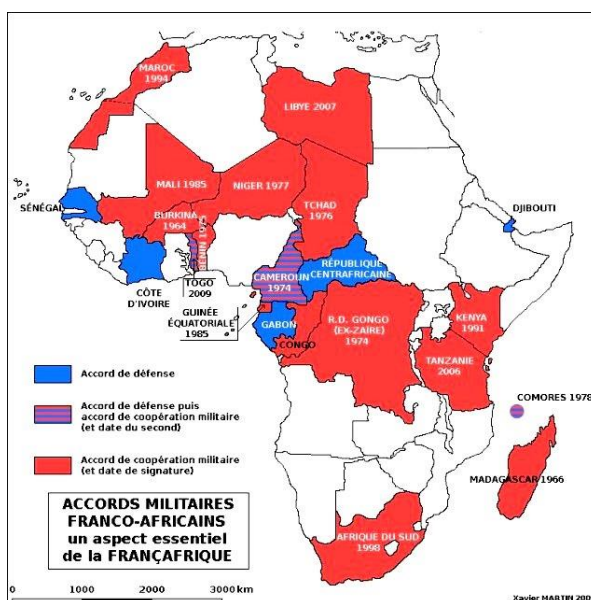 MAROC
1994
LIBYE 2007
MALI 1985
NIGER 1977
TCHAD
1976
SÉNÉGAL
BURKINA
1964
BÉNIN 1975
DJIBOUTI
CÔTE
D'IVOIRE
TOGO
2009
CAMEROUN
1974
RÉPUBLIQUE
CENTRAFRICAINE
GUINÉE
ÉQUATORIALE
1985
GABON
CONGO
R.D. GONGO
(EX-ZAÏRE)
1974
KENYA
1991
TANZANIE
2006
COMORES 1978
MADAGASCAR 1966
AFRIQUE DU SUD
1998
Accord de défense
Accord de défense puis
accord de coopération militaire
(et date du second)
Accord de coopération militaire
(et date de signature)
ACCORDS MILITAIRES
FRANCO-AFRICAINS
un aspect essentiel
de la FRANÇAFRIQUE
0 1000 2000 3000 km
Xavier MARTIN 200